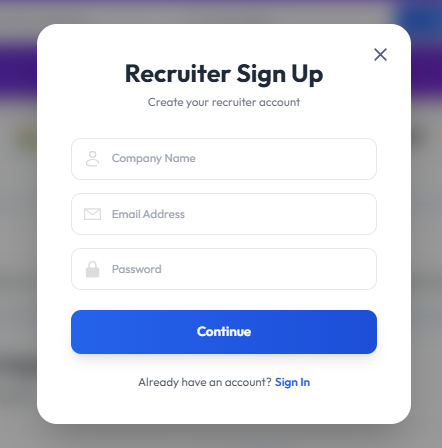 Recruiter Sign Up
Create your recruiter account
Company Name
Email Address
Password
Continue
Already have an account? Sign In